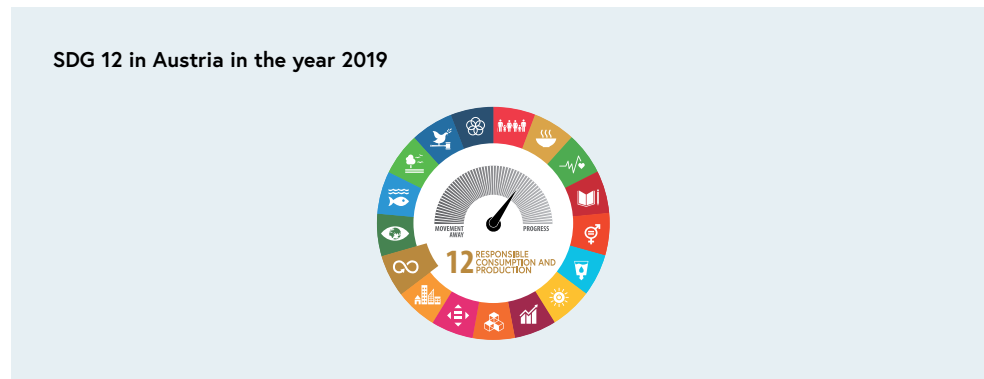 SDG 12 in Austria in the year 2019
MOVEMENT
AWAY
PROGRESS
12 RESPONSIBLE
CONSUMPTION AND
PRODUCTION